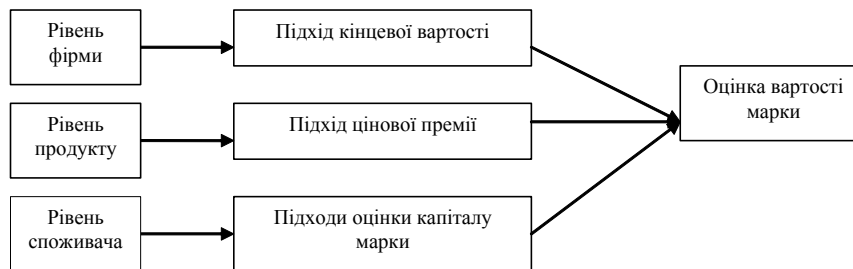 Рівень
фірми
Підхід кінцевої вартості
Рівень
продукту
Підхід цінової премії
Рівень
споживача
Підходи оцінки капіталу
марки
Оцінка вартості
марки